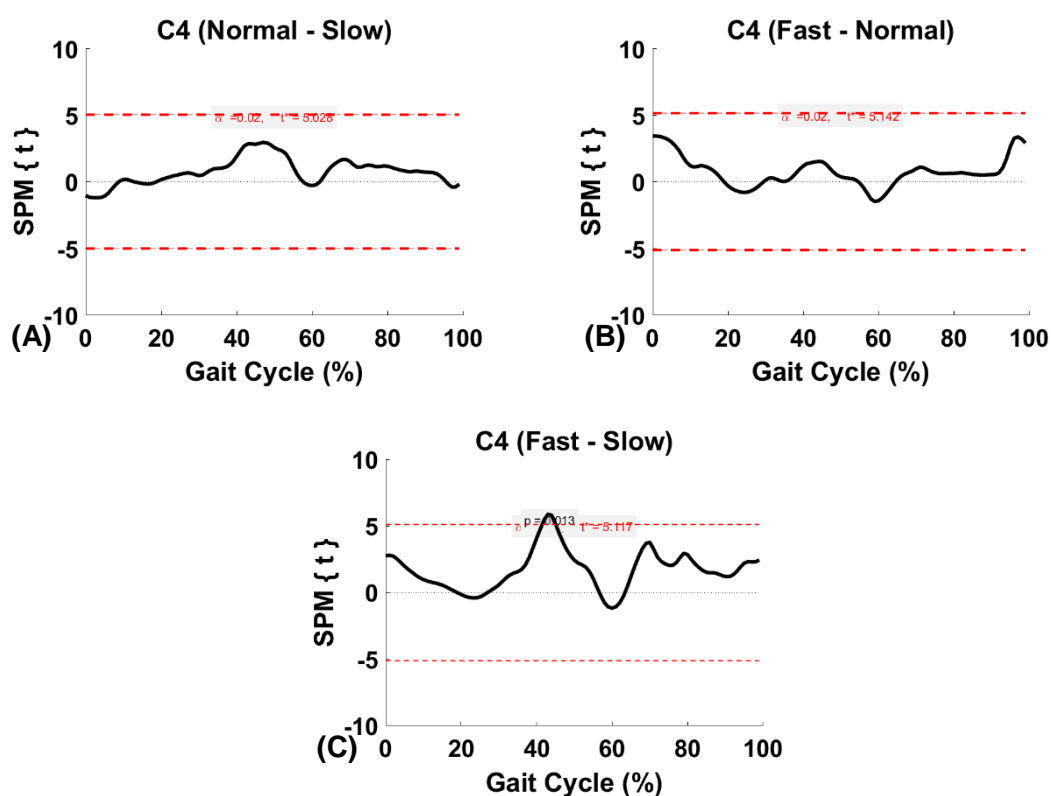 C4 (Normal - Slow)
10
5
0
-5
-10
SPM { t }
α =0.02, t* = 5.028
0 20 40 60 80 100
Gait Cycle (%)
(A)
C4 (Fast - Normal)
10
5
0
-5
-10
SPM { t }
α =0.02, t* = 5.142
0 20 40 60 80 100
Gait Cycle (%)
(B)
C4 (Fast - Slow)
10
5
0
-5
-10
SPM { t }
p = 0.013
t* = 5.117
0 20 40 60 80 100
Gait Cycle (%)
(C)